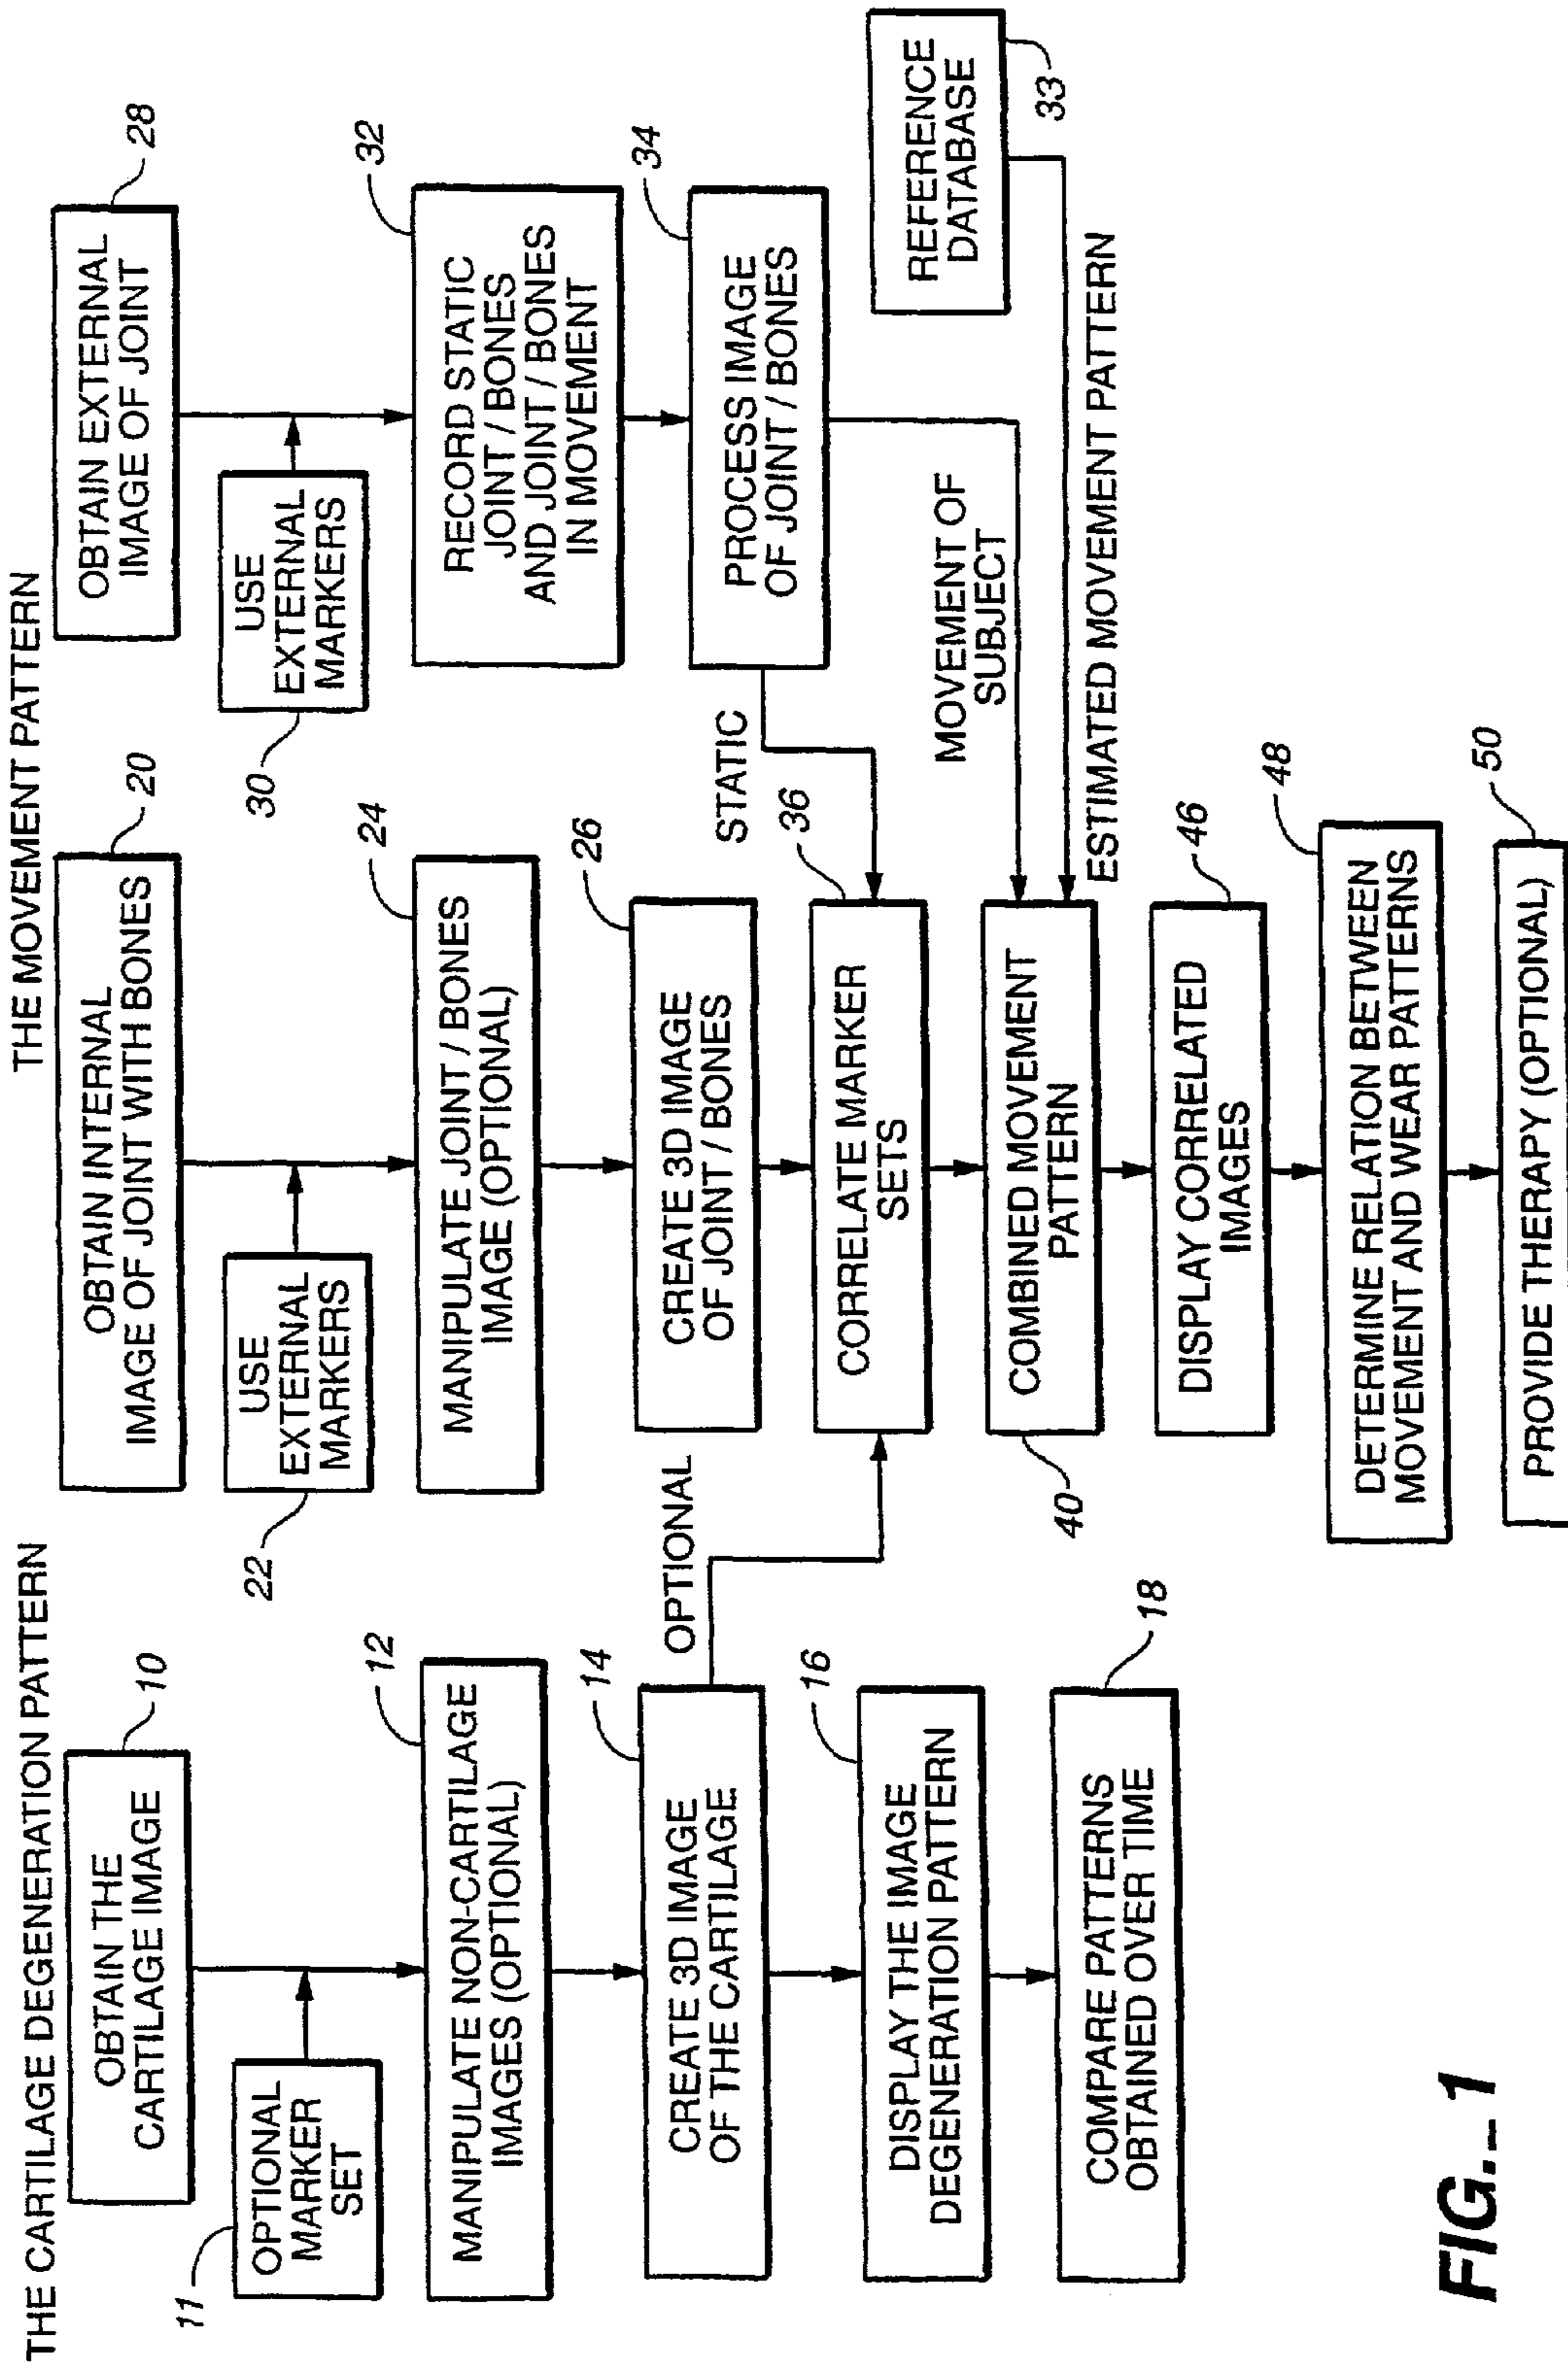 THE CARTILAGE DEGENERATION PATTERN
OBTAIN THE
CARTILAGE IMAGE
10
OPTIONAL
MARKER
SET
11
MANIPULATE NON-CARTILAGE
IMAGES (OPTIONAL)
12
CREATE 3D IMAGE
OF THE CARTILAGE
14
OPTIONAL
DISPLAY THE IMAGE
DEGENERATION PATTERN
16
COMPARE PATTERNS
OBTAINED OVER TIME
18
THE MOVEMENT PATTERN
OBTAIN INTERNAL
IMAGE OF JOINT WITH BONES
20
USE
EXTERNAL
MARKERS
22
MANIPULATE JOINT / BONES
IMAGE (OPTIONAL)
24
CREATE 3D IMAGE
OF JOINT / BONES
26
CORRELATE MARKER
SETS
36
COMBINED MOVEMENT
PATTERN
40
DISPLAY CORRELATED
IMAGES
46
DETERMINE RELATION BETWEEN
MOVEMENT AND WEAR PATTERNS
48
PROVIDE THERAPY (OPTIONAL)
50
OBTAIN EXTERNAL
IMAGE OF JOINT
28
USE
EXTERNAL
MARKERS
30
RECORD STATIC
JOINT / BONES
AND JOINT / BONES
IN MOVEMENT
32
PROCESS IMAGE
OF JOINT / BONES
34
STATIC
MOVEMENT OF
SUBJECT
REFERENCE
DATABASE
33
ESTIMATED MOVEMENT PATTERN
FIG._1